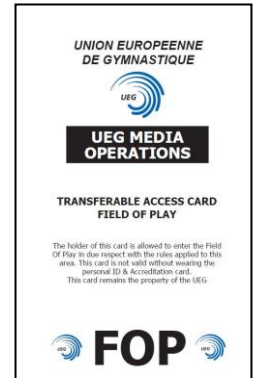 UNION EUROPEENNE
DE GYMNASTIQUE
UEG
UEG MEDIA
OPERATIONS
TRANSFERABLE ACCESS CARD
FIELD OF PLAY
The holder of this card is allowed to enter the Field
Of Play in due respect with the rules applied to this
area. This card is not valid without wearing the
personal ID & Accreditation card.
This card remains the property of the UEG
UEG FOP UEG